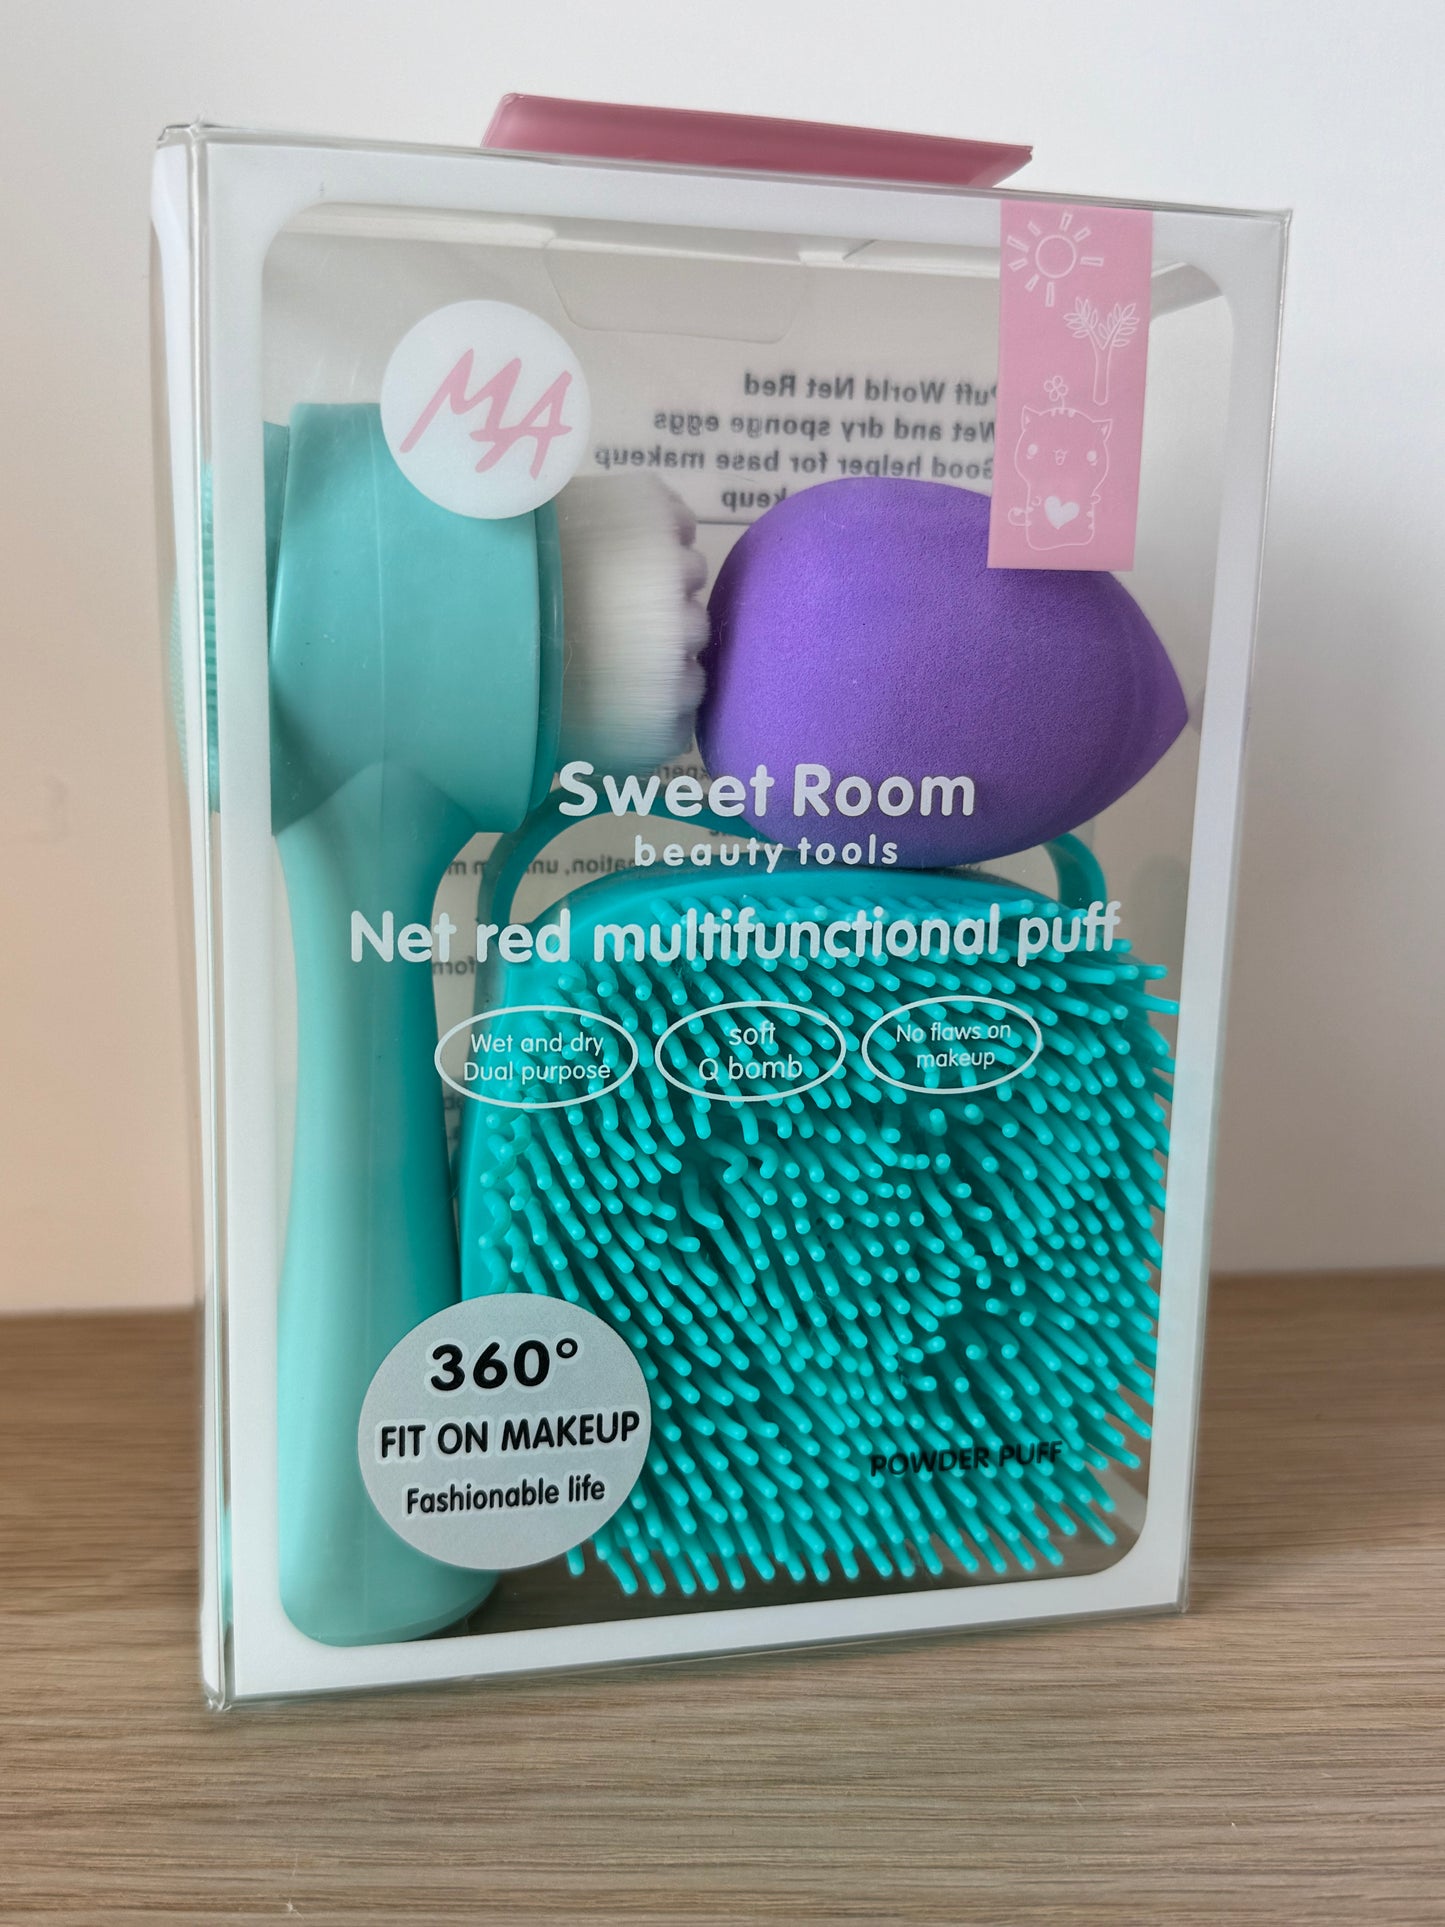 MA
Puff World Net Red
Wet and dry sponge eggs
Good helper for base makeup
Sweet Room
beauty tools
Net red multifunctional puff
Wet and dry
Dual purpose
soft
Q bomb
No flaws on
makeup
360°
FIT ON MAKEUP
Fashionable life
POWDER PUFF